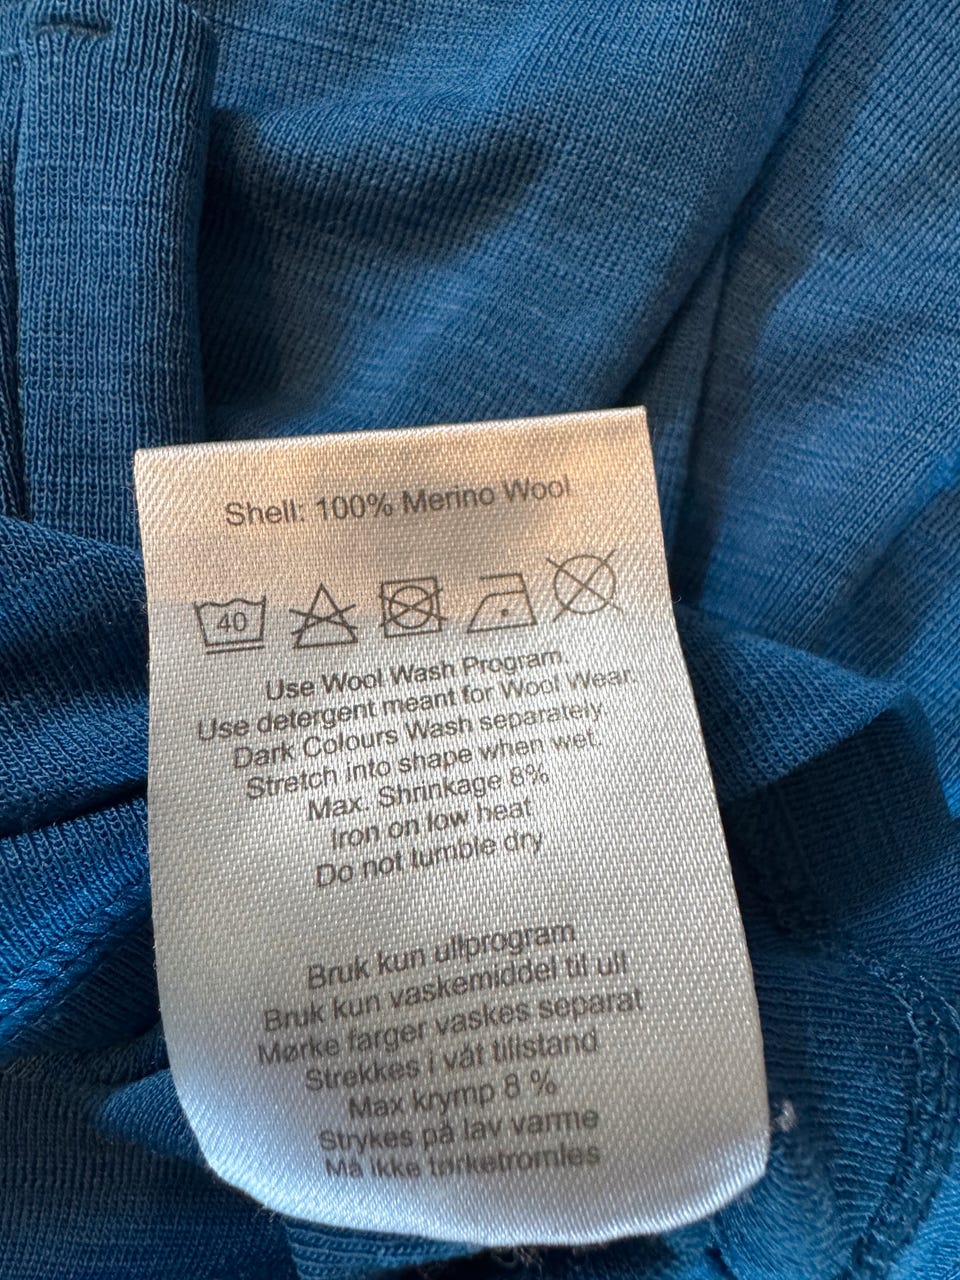 Shell: 100% Merino Wool
40
Use Wool Wash Program.
Use detergent meant for Wool Wear.
Dark Colours Wash separately
Stretch into shape when wet.
Max. Shrinkage 8%
Iron on low heat
Do not tumble dry
Bruk kun ullprogram
Bruk kun vaskemiddel til ull
Mørke farger vaskes separat
Strekkes i våt tilstand
Max krymp 8 %
Strykes på lav varme
Må ikke tørketromles